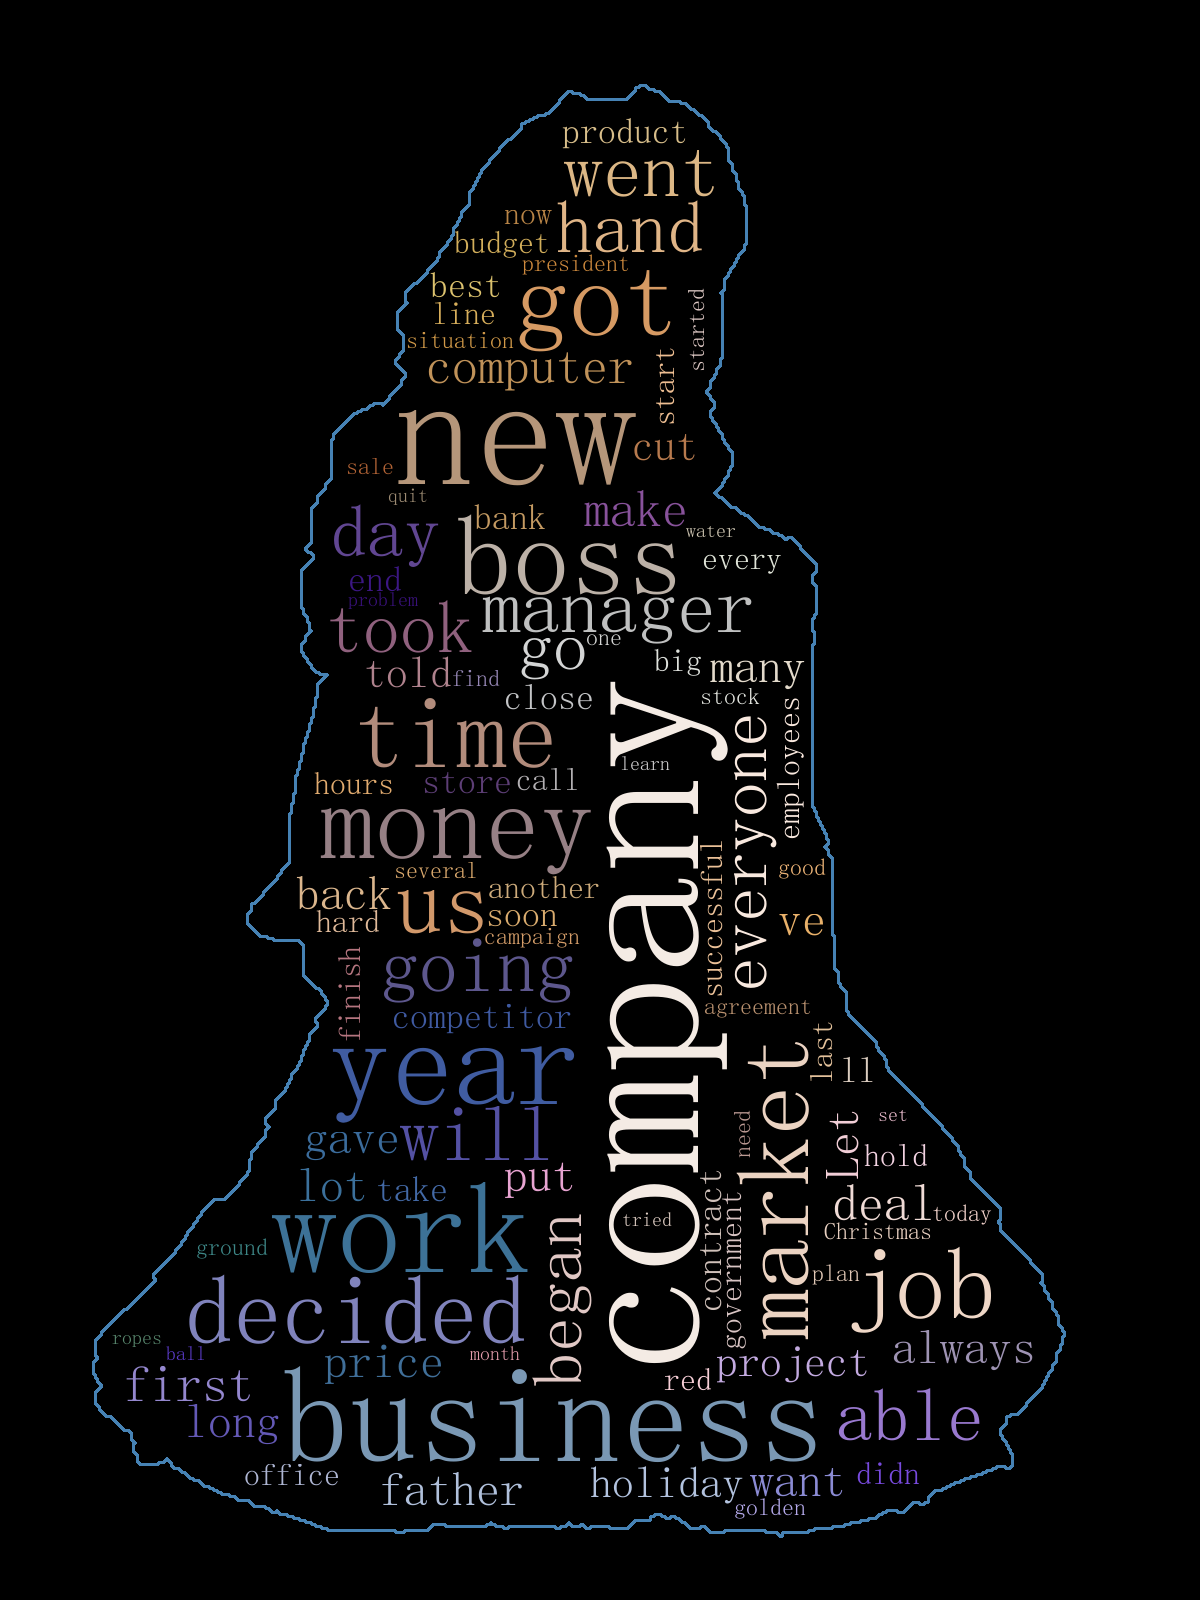 product
went
now
hand
budget
president
best
got
line
started
situation
computer
start
new
cut
sale
quit
day
bank
make
boss
water
every
end
problem
manager
took
go
one
told
find
big
many
close
stock
time
company
employees
everyone
learn
hours
store
call
money
successful
several
good
back
us
another
hard
soon
ve
campaign
going
finish
agreement
competitor
year
market
last
ll
gave
will
need
Let
set
hold
put
lot
take
contract
government
work
began
tried
deal
today
Christmas
ground
decided
plan
job
ropes
ball
price
month
project
always
first
red
business
able
long
office
father
holiday
want
didn
golden